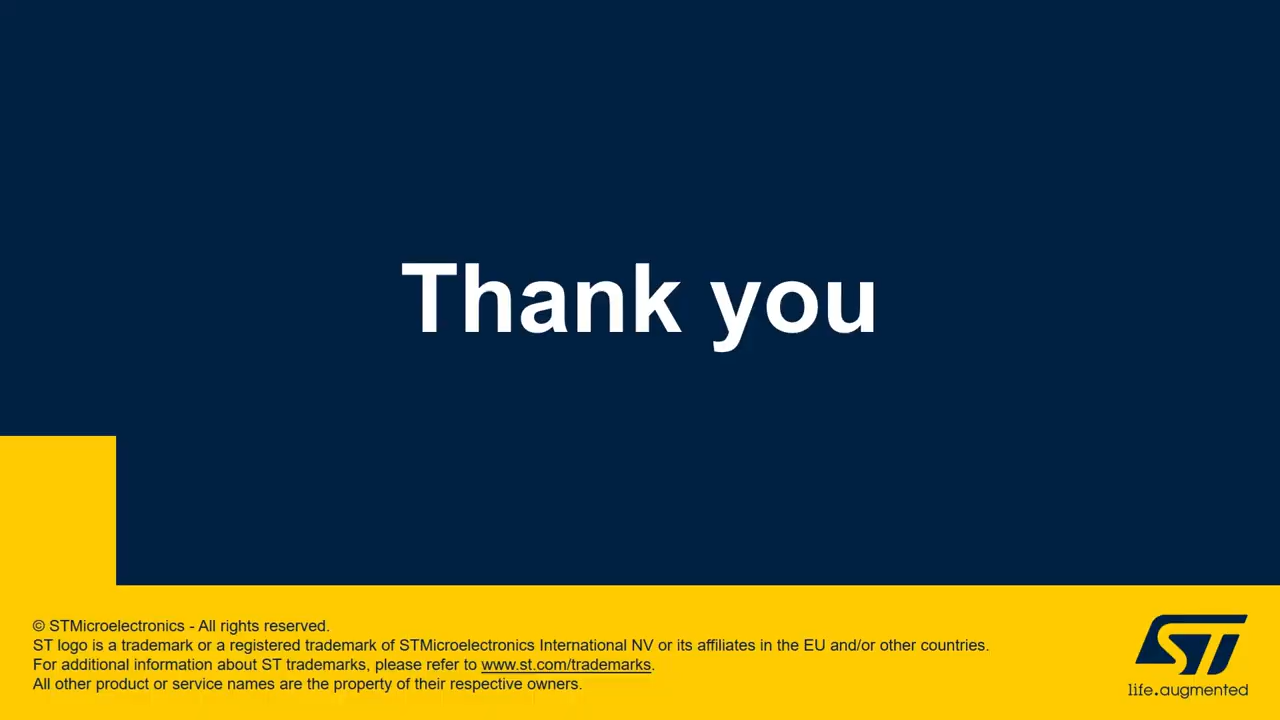 Thank you
© STMicroelectronics - All rights reserved.
ST logo is a trademark or a registered trademark of STMicroelectronics International NV or its affiliates in the EU and/or other countries.
For additional information about ST trademarks, please refer to www.st.com/trademarks.
All other product or service names are the property of their respective owners.
ST
life.augmented